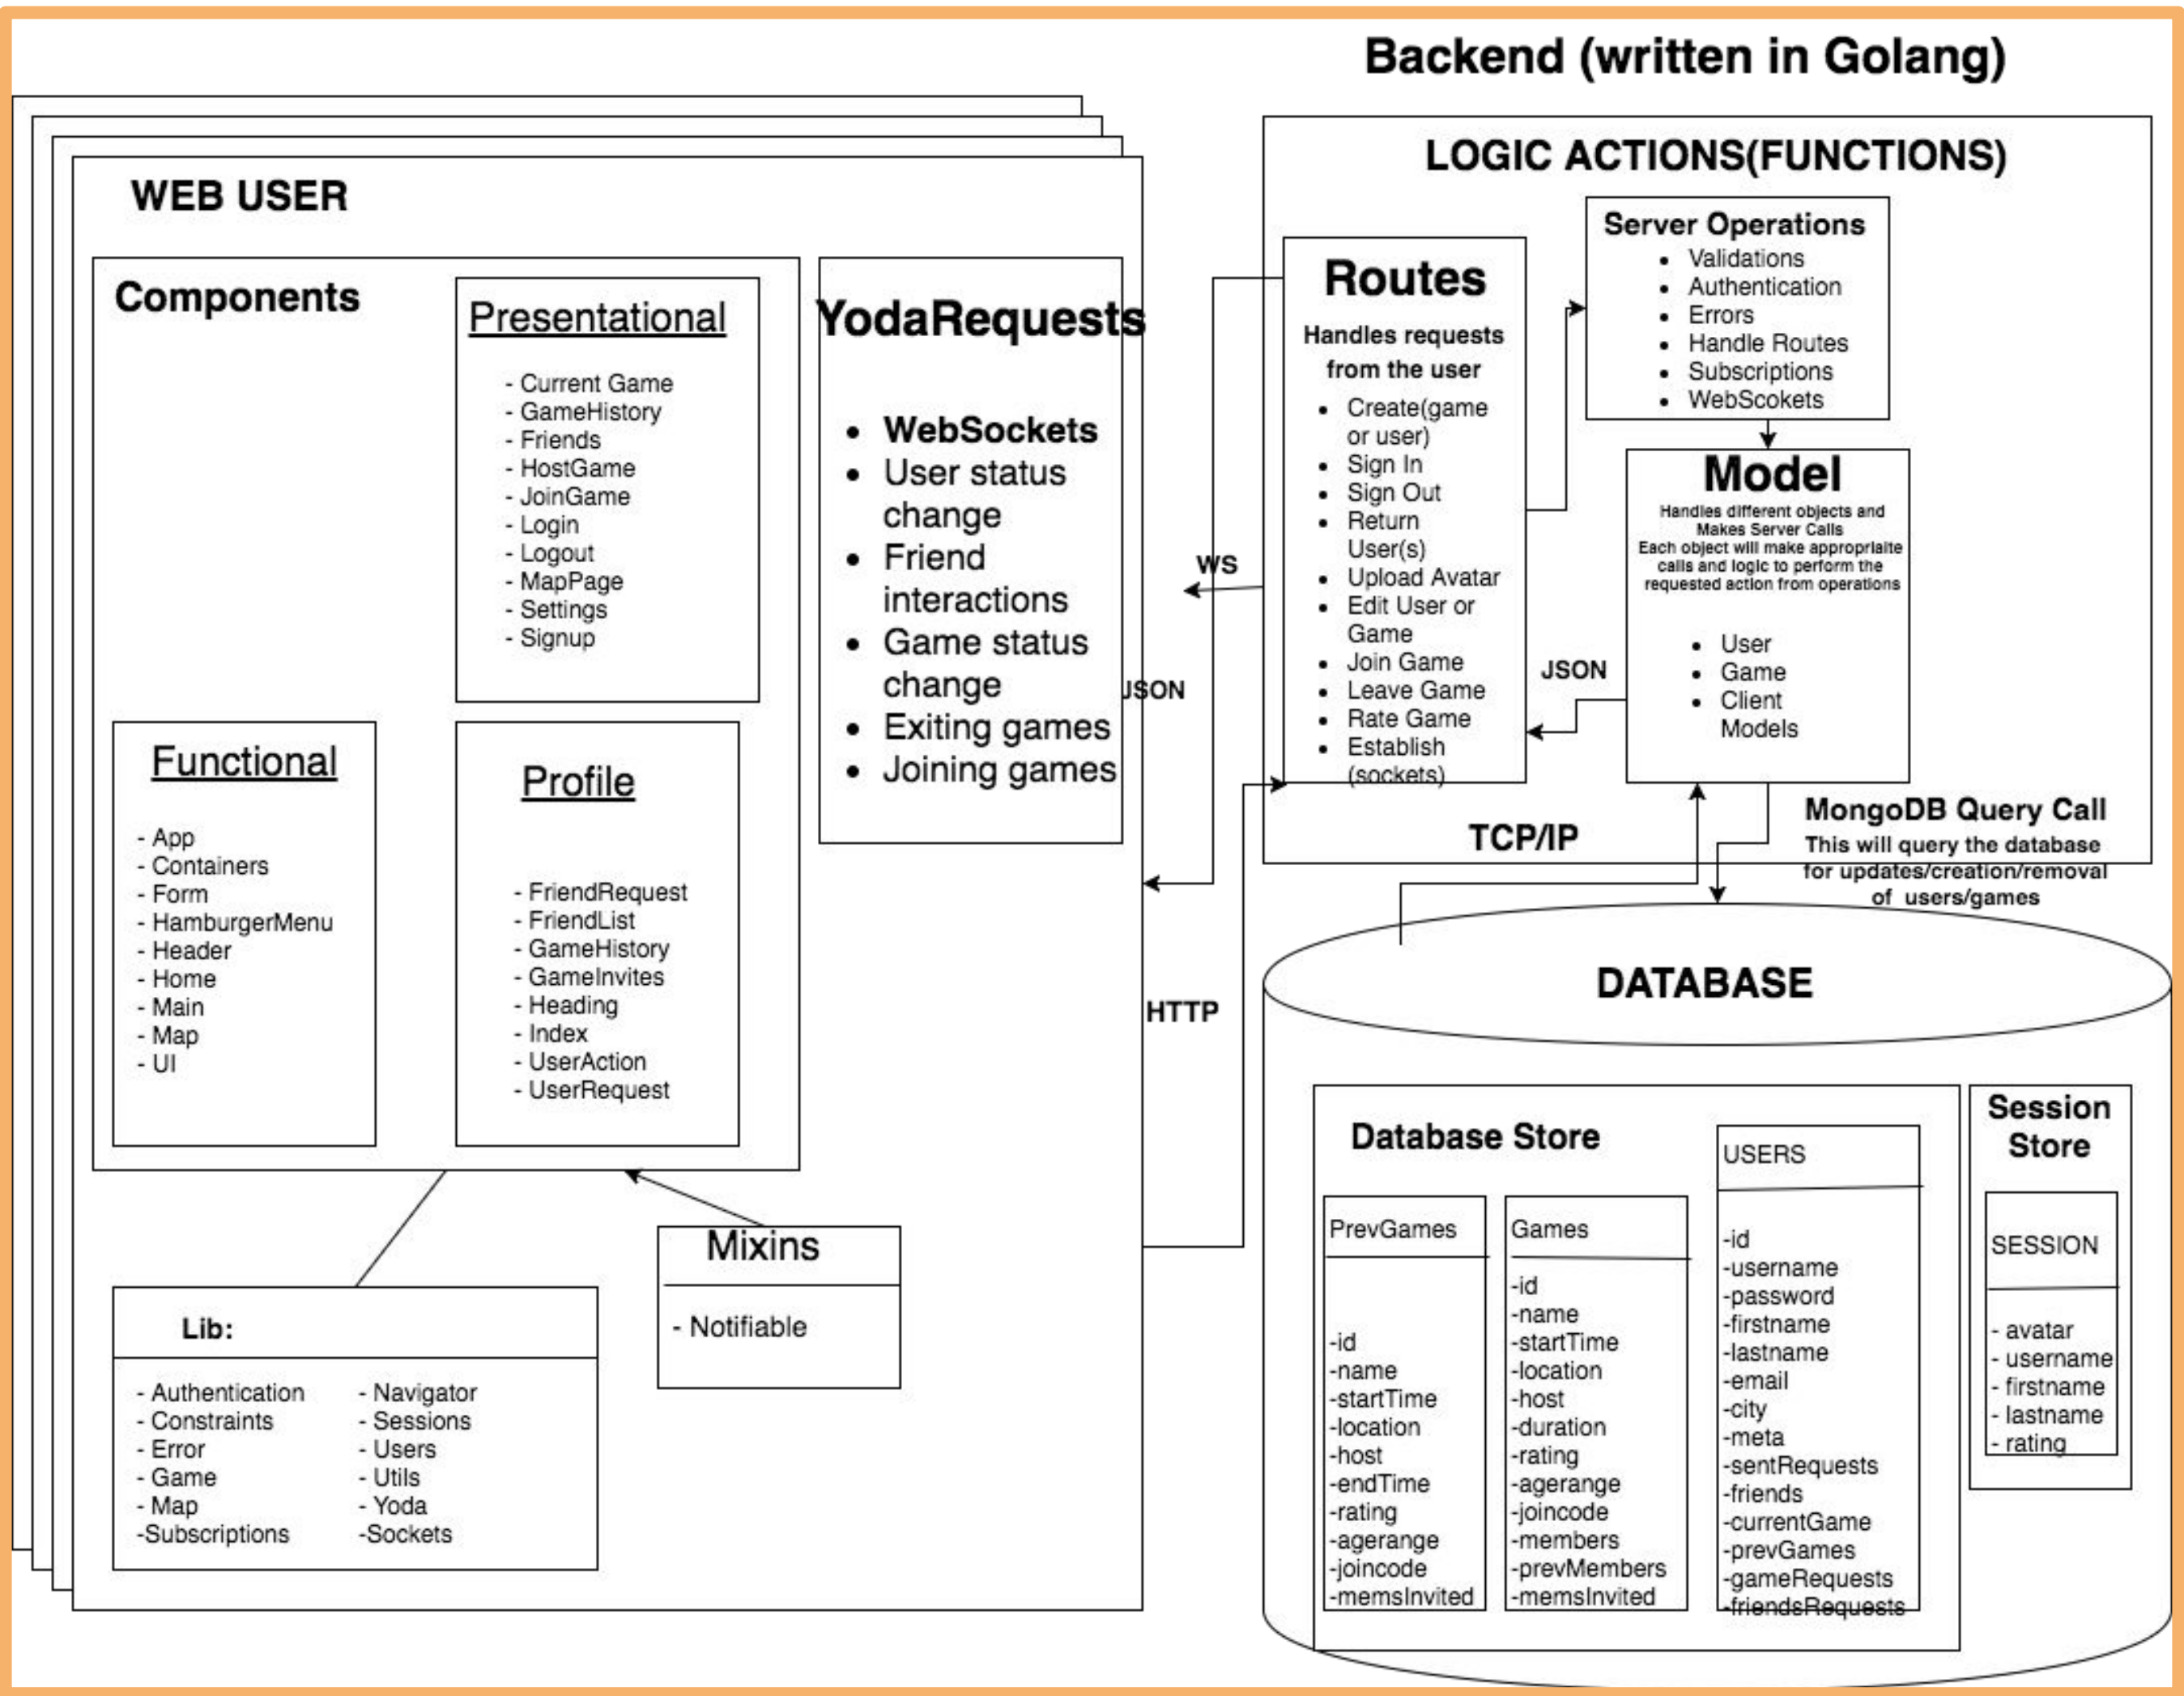 Backend (written in Golang)
WEB USER
Components
Presentational
- Current Game
- GameHistory
- Friends
- HostGame
- JoinGame
- Login
- Logout
- MapPage
- Settings
- Signup
Functional
- App
- Containers
- Form
- HamburgerMenu
- Header
- Home
- Main
- Map
- UI
Profile
- FriendRequest
- FriendList
- GameHistory
- GameInvites
- Heading
- Index
- UserAction
- UserRequest
YodaRequests
• WebSockets
• User status
change
• Friend
interactions
• Game status
change
• Exiting games
• Joining games
Lib:
- Authentication
- Constraints
- Error
- Game
- Map
-Subscriptions
- Navigator
- Sessions
- Users
- Utils
- Yoda
-Sockets
Mixins
- Notifiable
WS
JSON
HTTP
LOGIC ACTIONS(FUNCTIONS)
Routes
Handles requests
from the user
• Create(game
or user)
• Sign In
• Sign Out
• Return
User(s)
• Upload Avatar
• Edit User or
Game
• Join Game
• Leave Game
• Rate Game
• Establish
(sockets)
Server Operations
• Validations
• Authentication
• Errors
• Handle Routes
• Subscriptions
• WebScokets
Model
Handles different objects and
Makes Server Calls
Each object will make appropriaite
calls and logic to perform the
requested action from operations
• User
• Game
• Client
Models
JSON
TCP/IP
MongoDB Query Call
This will query the database
for updates/creation/removal
of users/games
DATABASE
Database Store
PrevGames
-id
-name
-startTime
-location
-host
-endTime
-rating
-agerange
-joincode
-memsInvited
Games
-id
-name
-startTime
-location
-host
-duration
-rating
-agerange
-joincode
-members
-prevMembers
-memsInvited
USERS
-id
-username
-password
-firstname
-lastname
-email
-city
-meta
-sentRequests
-friends
-currentGame
-prevGames
-gameRequests
-friendsRequests
Session
Store
SESSION
- avatar
- username
- firstname
- lastname
- rating